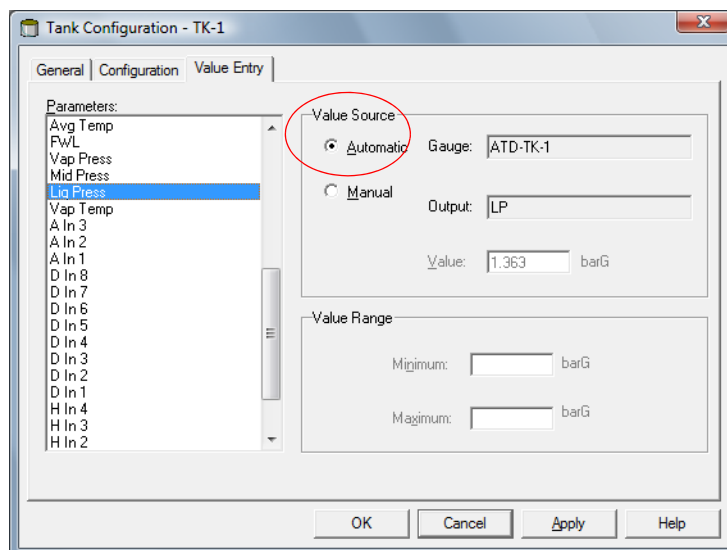 Tank Configuration - TK-1
General
Configuration
Value Entry
Parameters:
Avg Temp
FWL
Vap Press
Mid Press
Liq Press
Vap Temp
A In 3
A In 2
A In 1
D In 8
D In 7
D In 6
D In 5
D In 4
D In 3
D In 2
D In 1
H In 4
H In 3
H In 2
Value Source
Automatic
Gauge: ATD-TK-1
Manual
Output: LP
Value: 1.363 barG
Value Range
Minimum: barG
Maximum: barG
OK
Cancel
Apply
Help